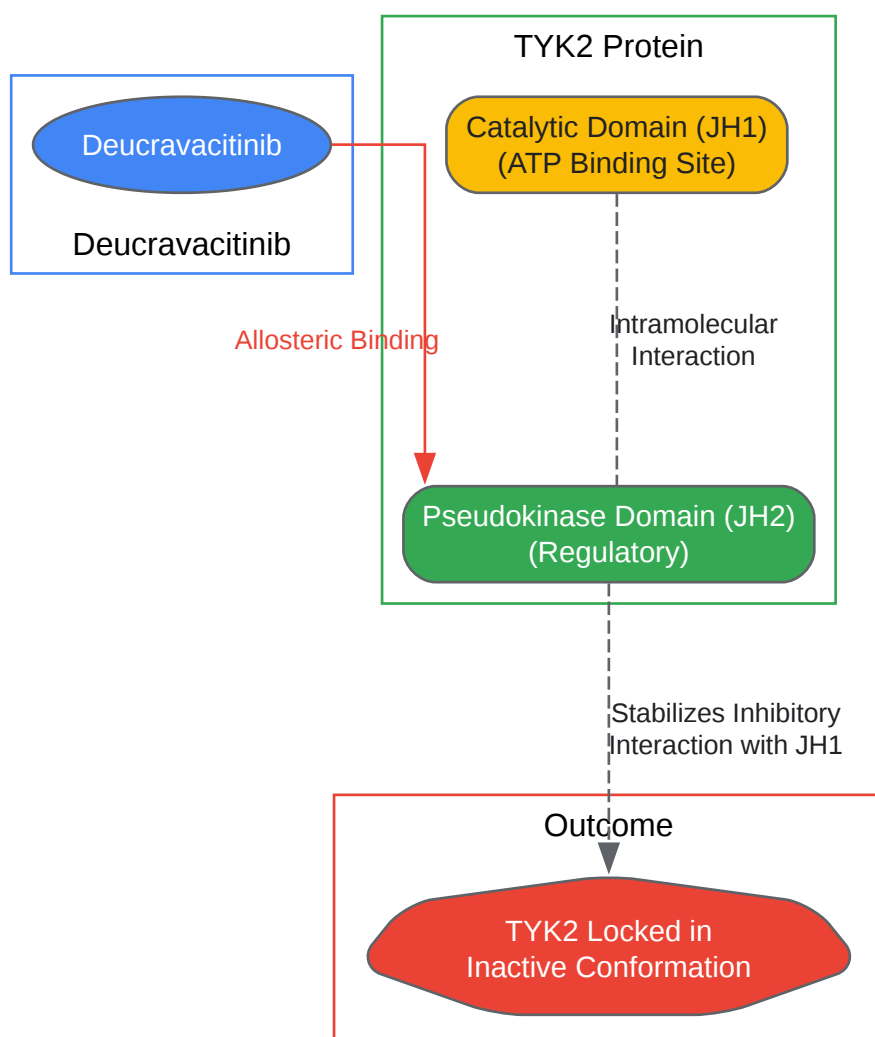 TYK2 Protein
Deucravacitinib
Catalytic Domain (JH1)
(ATP Binding Site)
Deucravacitinib
Allosteric Binding
Intramolecular
Interaction
Pseudokinase Domain (JH2)
(Regulatory)
Stabilizes Inhibitory
Interaction with JH1
Outcome
TYK2 Locked in
Inactive Conformation